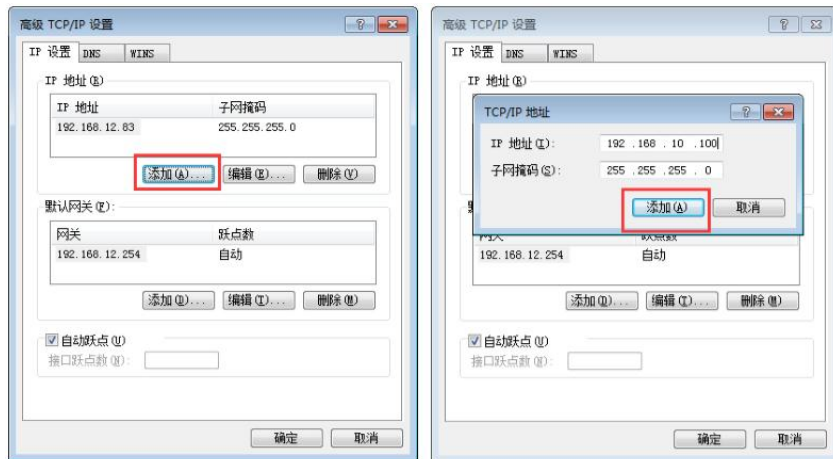 高级 TCP/IP 设置
IP 设置 DNS WINS
IP 地址(R)
IP 地址 子网掩码
192.168.12.83 255.255.255.0
添加(A)... 编辑(E)... 删除(V)
默认网关(F):
网关 跃点数
192.168.12.254 自动
添加(D)... 编辑(T)... 删除(M)
自动跃点(U)
接口跃点数(N):
确定 取消
高级 TCP/IP 设置
IP 设置 DNS WINS
IP 地址(R)
TCP/IP 地址
IP 地址(I): 192 .168 . 10 .100
子网掩码(S): 255 .255 .255 . 0
添加(A) 取消
192.168.12.254 自动
添加(D)... 编辑(T)... 删除(M)
自动跃点(U)
接口跃点数(N):
确定 取消